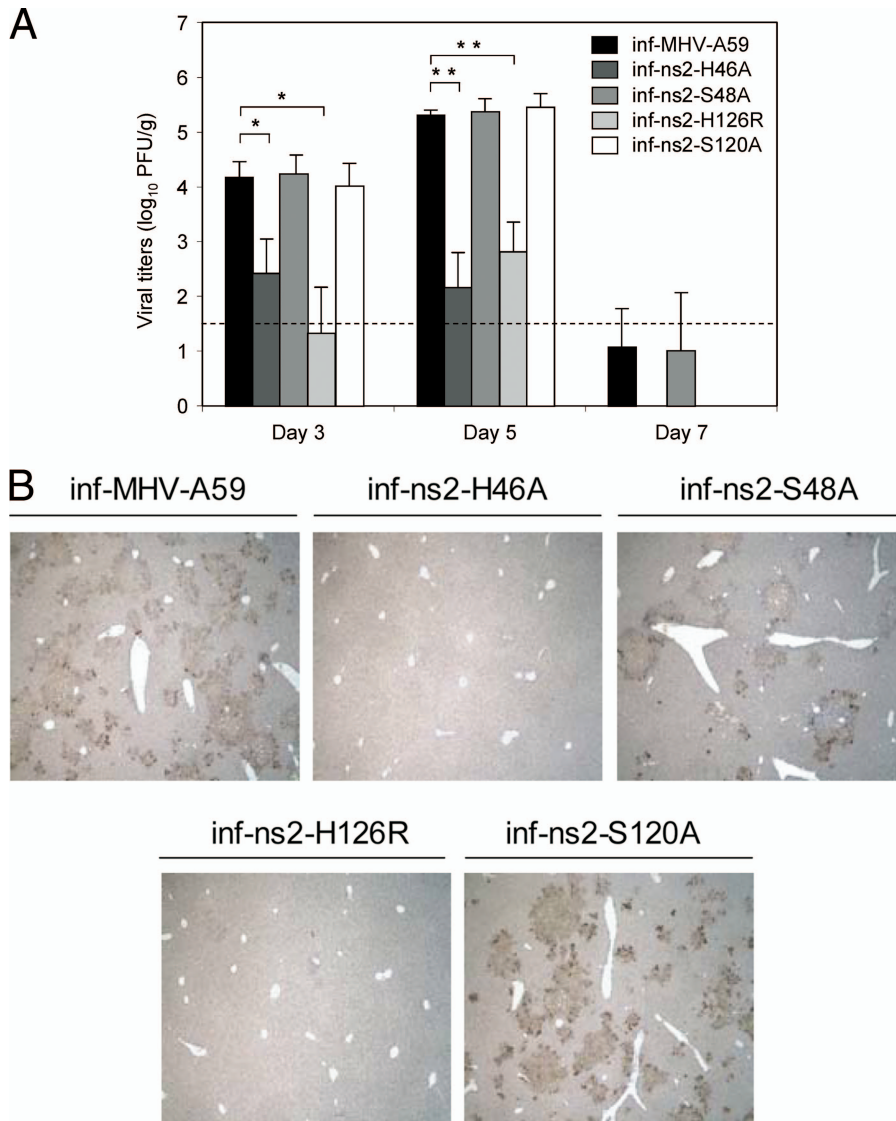 A
7
6
5
4
3
2
1
0
Viral titers (log10 PFU/g)
* *
* *
*
*
inf-MHV-A59
inf-ns2-H46A
inf-ns2-S48A
inf-ns2-H126R
inf-ns2-S120A
Day 3 Day 5 Day 7
B
inf-MHV-A59 inf-ns2-H46A inf-ns2-S48A
inf-ns2-H126R inf-ns2-S120A